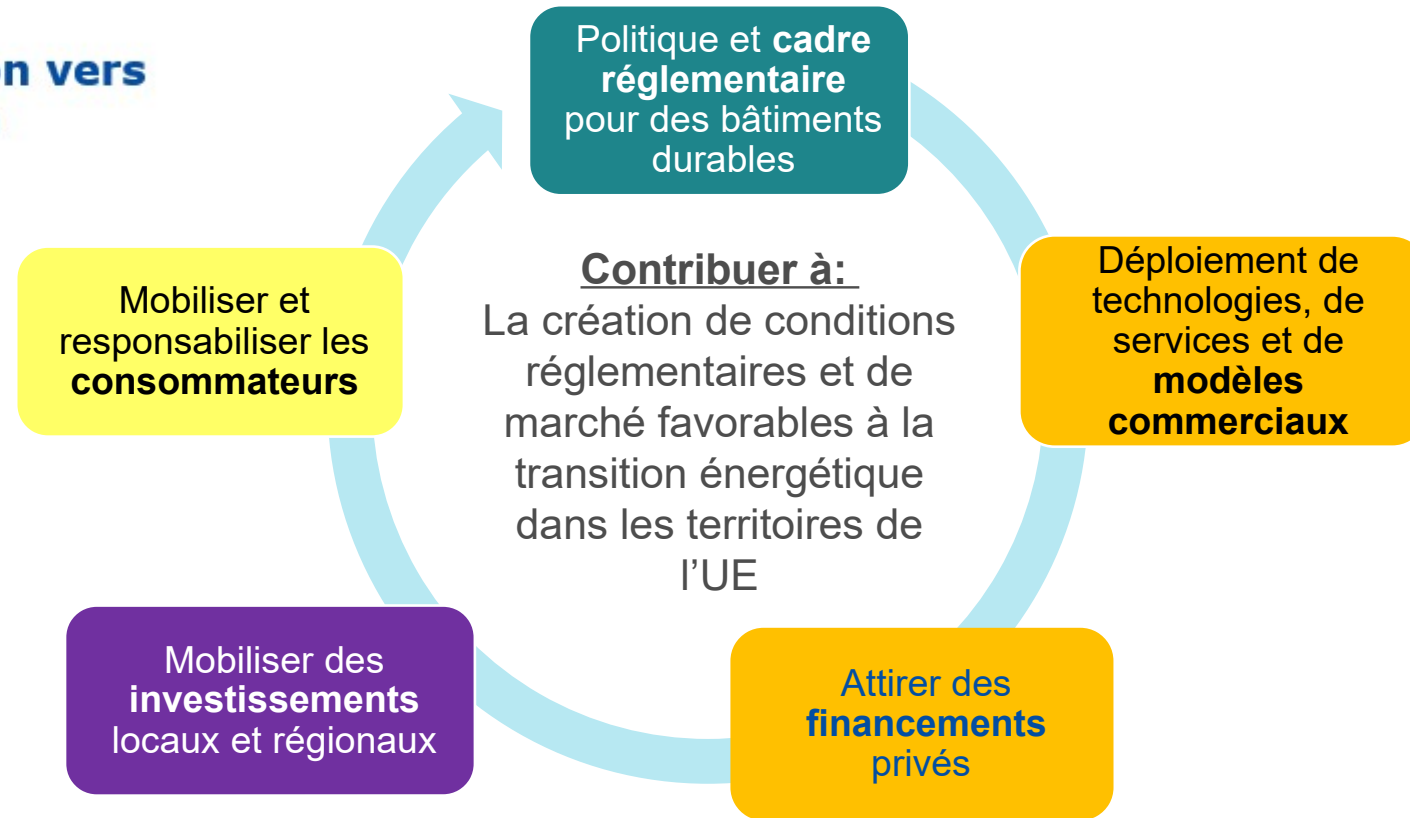 n vers
Politique et cadre
réglementaire
pour des bâtiments
durables
Contribuer à:
La création de conditions
réglementaires et de
marché favorables à la
transition énergétique
dans les territoires de
l’UE
Déploiement de
technologies, de
services et de
modèles
commerciaux
Attirer des
financements
privés
Mobiliser des
investissements
locaux et régionaux
Mobiliser et
responsabiliser les
consommateurs